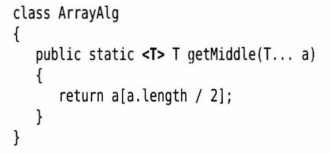 class ArrayAlg
{
   public static <T> T getMiddle(T... a)
   {
      return a[a.length / 2];
   }
}